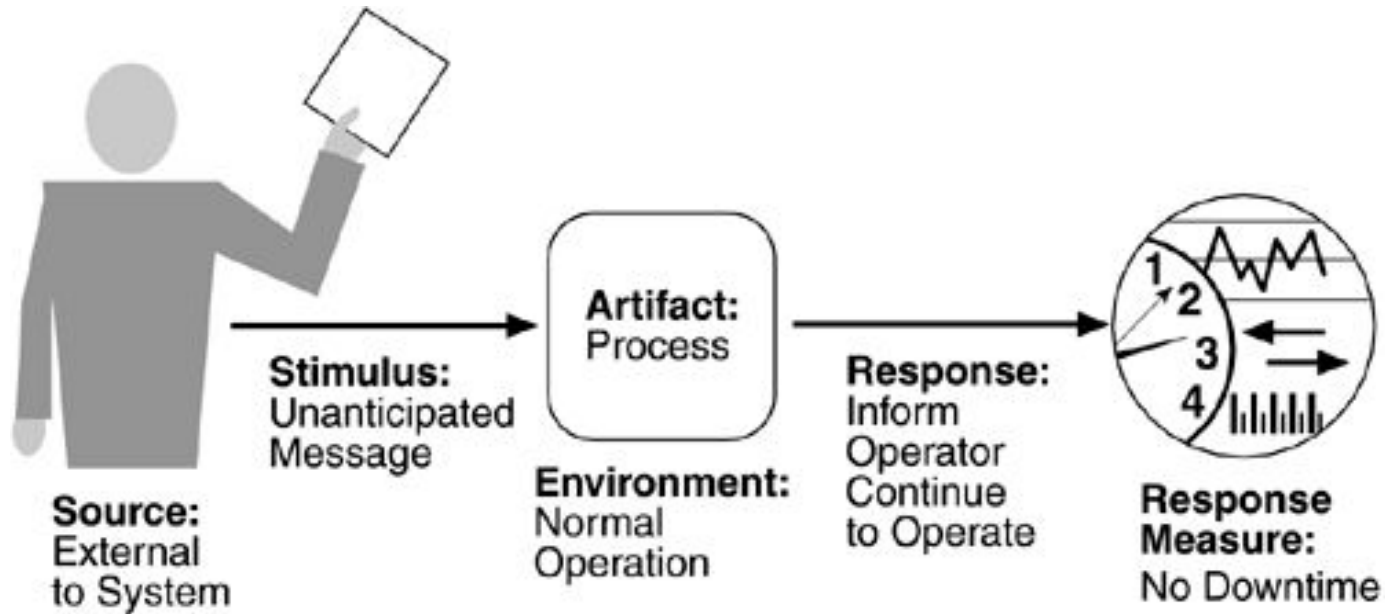 Source:
External
to System
Stimulus:
Unanticipated
Message
Artifact:
Process
Environment:
Normal
Operation
Response:
Inform
Operator
Continue
to Operate
1
2
3
4
Response
Measure:
No Downtime